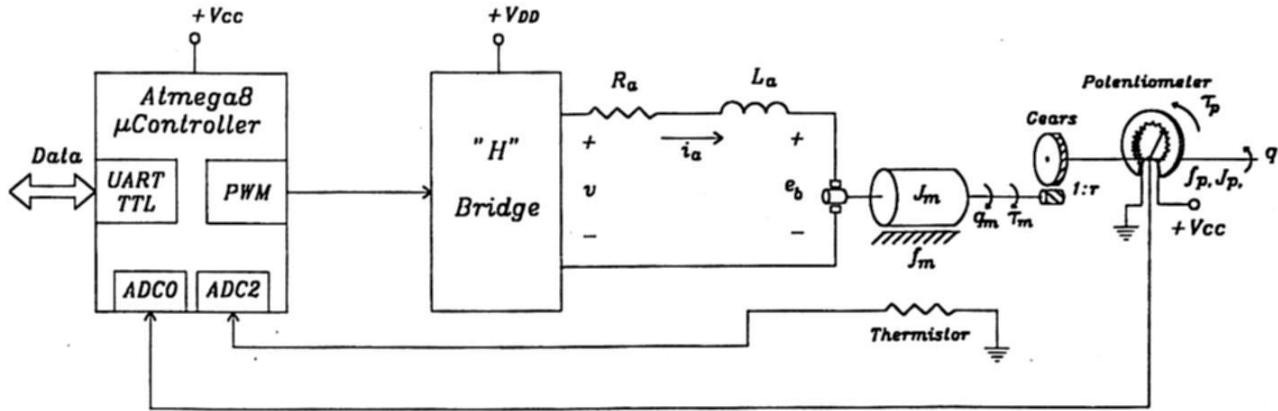 +Vcc
+VDD
Atmega8
μController
Data
UART
TTL
PWM
ADC0
ADC2
"H"
Bridge
Ra
La
+
v
−
ia
+
eb
−
Jm
fm
qm
τm
Gears
1:r
Potentiometer
τp
q
fp, Jp,
+Vcc
Thermistor